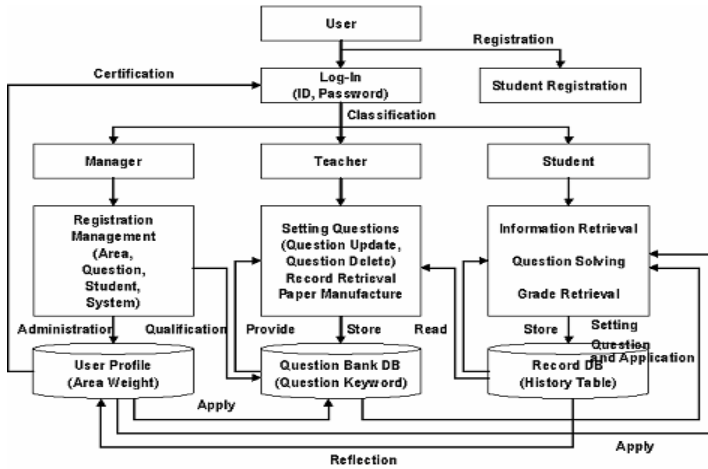 User
Registration
Certification
Log-In
(ID, Password)
Student Registration
Classification
Manager
Teacher
Student
Registration
Management
(Area,
Question,
Student,
System)
Setting Questions
(Question Update,
Question Delete)
Record Retrieval
Paper Manufacture
Information Retrieval
Question Solving
Grade Retrieval
Administration
Qualification
Provide
Store
Read
Store
Setting
Question
and Application
User Profile
(Area Weight)
Question Bank DB
(Question Keyword)
Record DB
(History Table)
Apply
Apply
Reflection